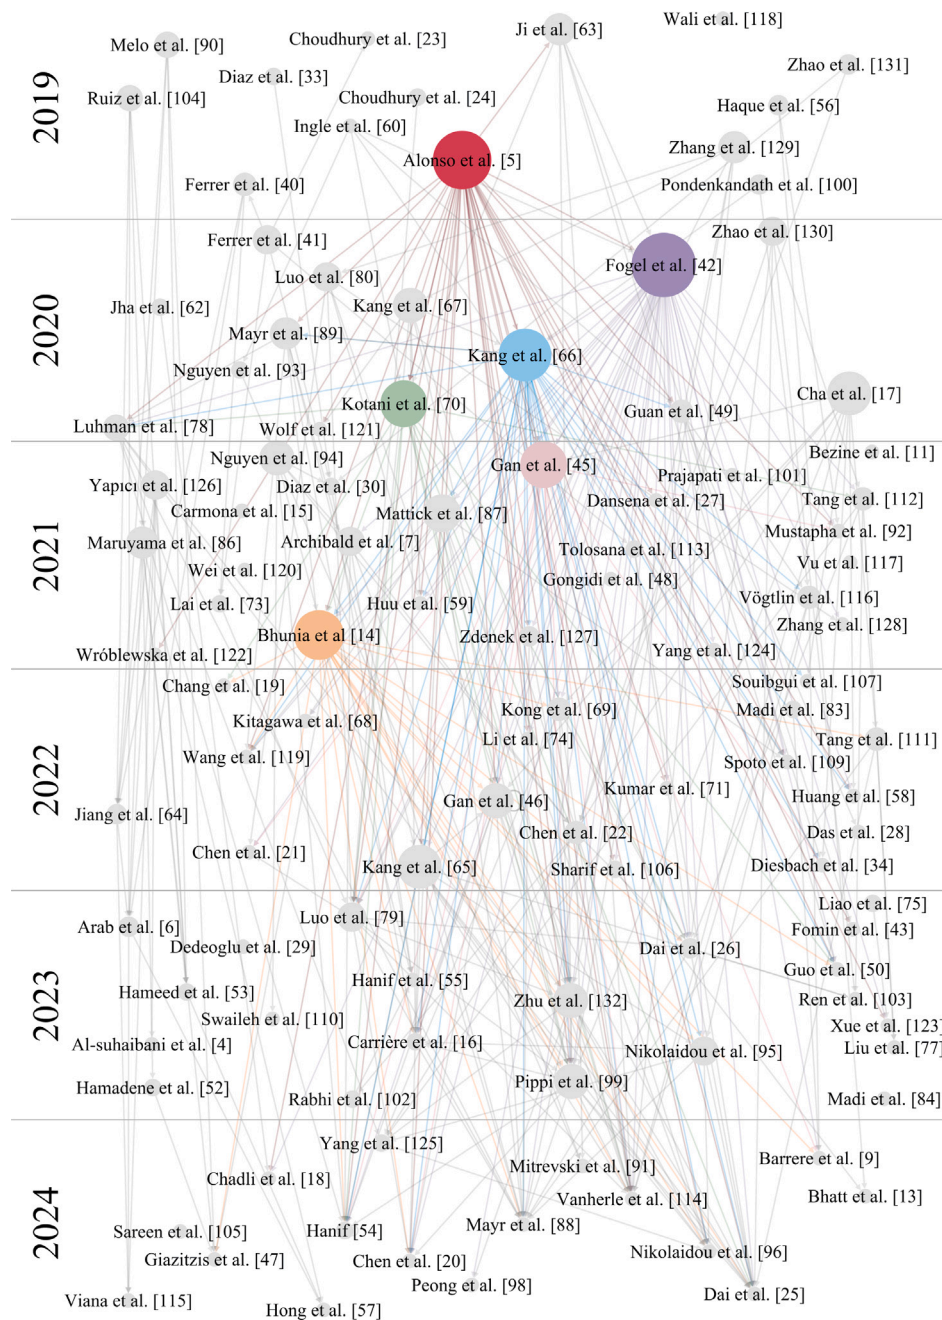 2019
Wali et al. [118]
Ji et al. [63]
Choudhury et al. [23]
Melo et al. [90]
Zhao et al. [131]
Diaz et al. [33]
Ruiz et al. [104]
Choudhury et al. [24]
Haque et al. [56]
Ingle et al. [60]
Zhang et al. [129]
Alonso et al. [5]
Ferrer et al. [40]
Pondenkandath et al. [100]
2020
Zhao et al. [130]
Ferrer et al. [41]
Fogel et al. [42]
Luo et al. [80]
Jha et al. [62]
Kang et al. [67]
Mayr et al. [89]
Kang et al. [66]
Nguyen et al. [93]
Cha et al. [17]
Kotani et al. [70]
Guan et al. [49]
Luhman et al. [78]
Wolf et al. [121]
2021
Bezine et al. [11]
Nguyen et al. [94]
Gan et al. [45]
Prajapati et al. [101]
Yapıcı et al. [126]
Diaz et al. [30]
Dansena et al. [27]
Tang et al. [112]
Carmona et al. [15]
Mattick et al. [87]
Mustapha et al. [92]
Maruyama et al. [86]
Archibald et al. [7]
Tolosana et al. [113]
Vu et al. [117]
Wei et al. [120]
Gongidi et al. [48]
Lai et al. [73]
Huu et al. [59]
Vögtlin et al. [116]
Zhang et al. [128]
Bhunia et al [14]
Zdenek et al. [127]
Wróblewska et al. [122]
Yang et al. [124]
2022
Souibgui et al. [107]
Chang et al. [19]
Kong et al. [69]
Madi et al. [83]
Kitagawa et al. [68]
Li et al. [74]
Tang et al. [111]
Wang et al. [119]
Spoto et al. [109]
Kumar et al. [71]
Huang et al. [58]
Gan et al. [46]
Jiang et al. [64]
Chen et al. [22]
Das et al. [28]
Chen et al. [21]
Kang et al. [65]
Sharif et al. [106]
Diesbach et al. [34]
2023
Liao et al. [75]
Luo et al. [79]
Arab et al. [6]
Fomin et al. [43]
Dedeoglu et al. [29]
Dai et al. [26]
Guo et al. [50]
Hanif et al. [55]
Hameed et al. [53]
Zhu et al. [132]
Ren et al. [103]
Swaileh et al. [110]
Xue et al. [123]
Al-suhaibani et al. [4]
Carrière et al. [16]
Nikolaidou et al. [95]
Liu et al. [77]
Hamadene et al. [52]
Pippi et al. [99]
Rabhi et al. [102]
Madi et al. [84]
2024
Yang et al. [125]
Barrere et al. [9]
Mitrevski et al. [91]
Chadli et al. [18]
Vanherle et al. [114]
Bhatt et al. [13]
Sareen et al. [105]
Hanif [54]
Mayr et al. [88]
Giazitzis et al. [47]
Chen et al. [20]
Nikolaidou et al. [96]
Peong et al. [98]
Viana et al. [115]
Dai et al. [25]
Hong et al. [57]